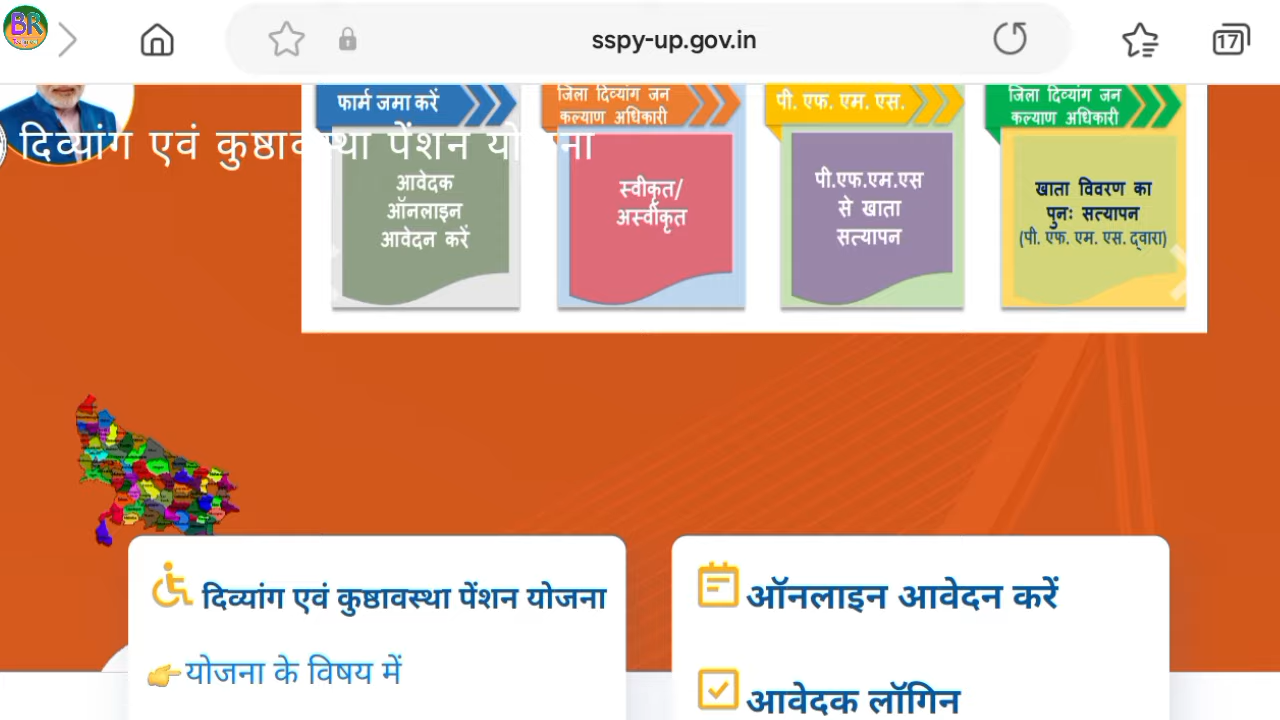 BR
sspy-up.gov.in
17
फार्म जमा करें
जिला दिव्यांग जन
कल्याण अधिकारी
पी. एफ. एम. एस.
जिला दिव्यांग जन
कल्याण अधिकारी
दिव्यांग एवं कुष्ठावस्था पेंशन योजना
आवेदक
ऑनलाइन
आवेदन करें
स्वीकृत/
अस्वीकृत
पी.एफ.एम.एस
से खाता
सत्यापन
खाता विवरण का
पुनः सत्यापन
(पी. एफ. एम. एस. द्वारा)
दिव्यांग एवं कुष्ठावस्था पेंशन योजना
👉योजना के विषय में
ऑनलाइन आवेदन करें
आवेदक लॉगिन